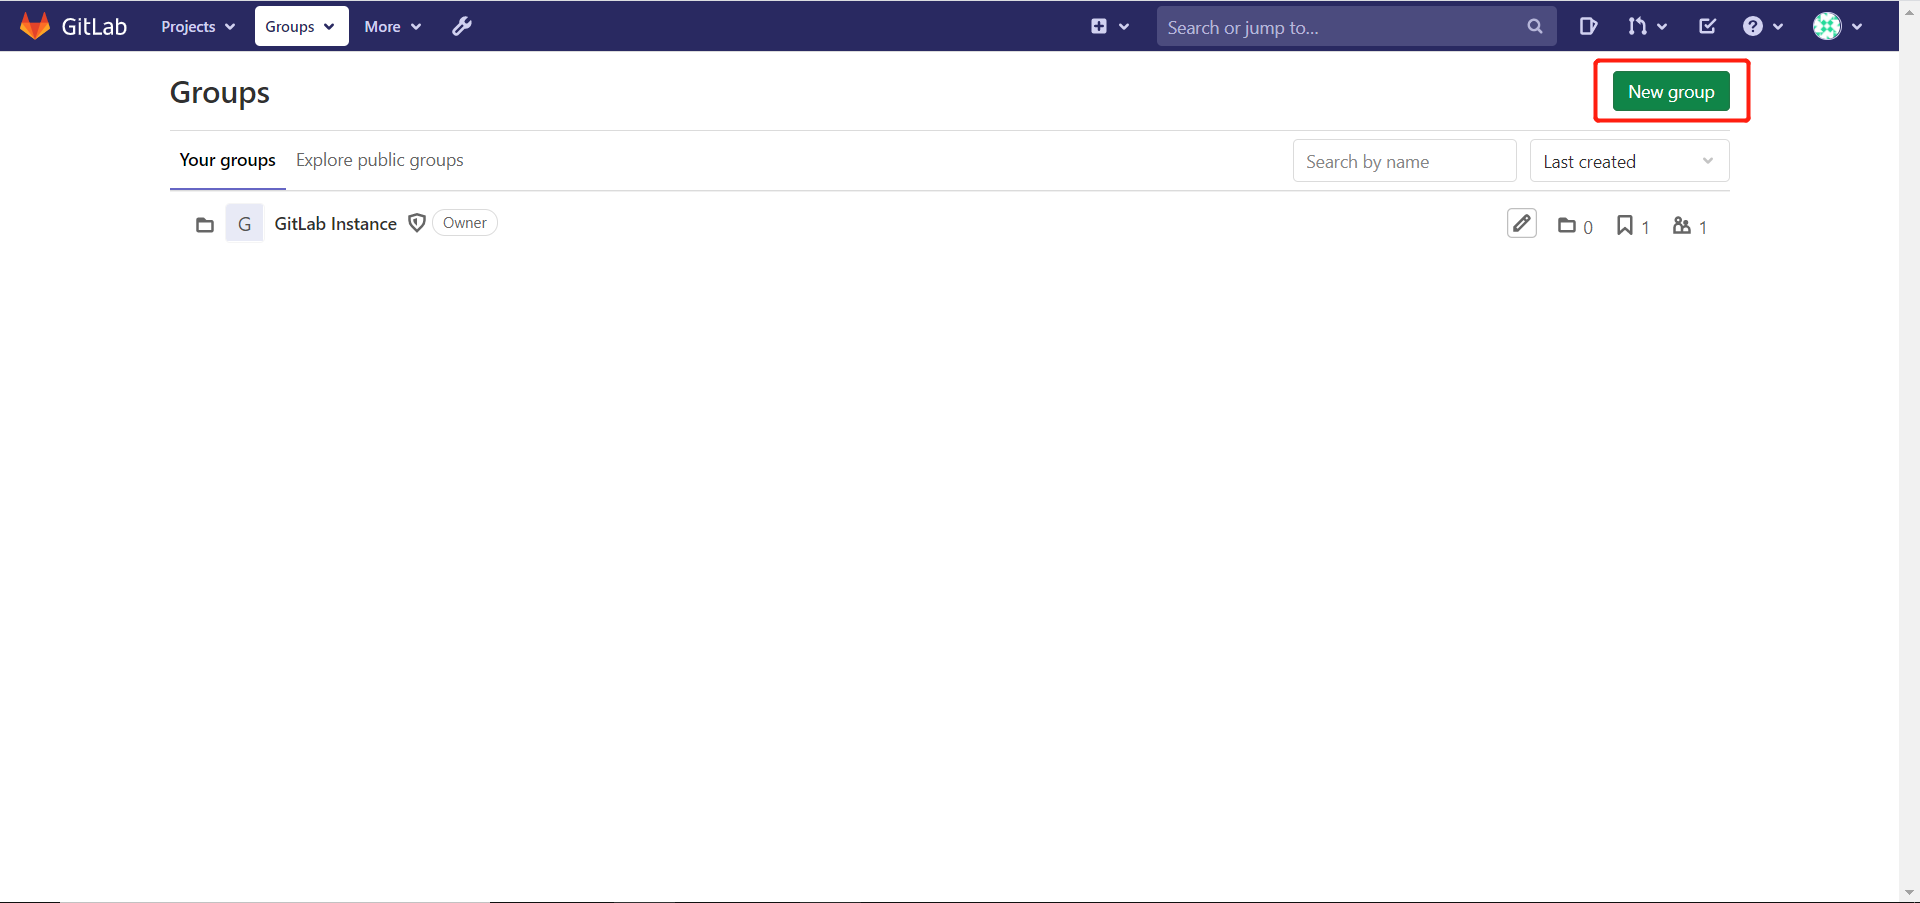 GitLab Projects Groups More Search or jump to...
Groups New group
Your groups Explore public groups Search by name Last created
G GitLab Instance Owner 0 1 1